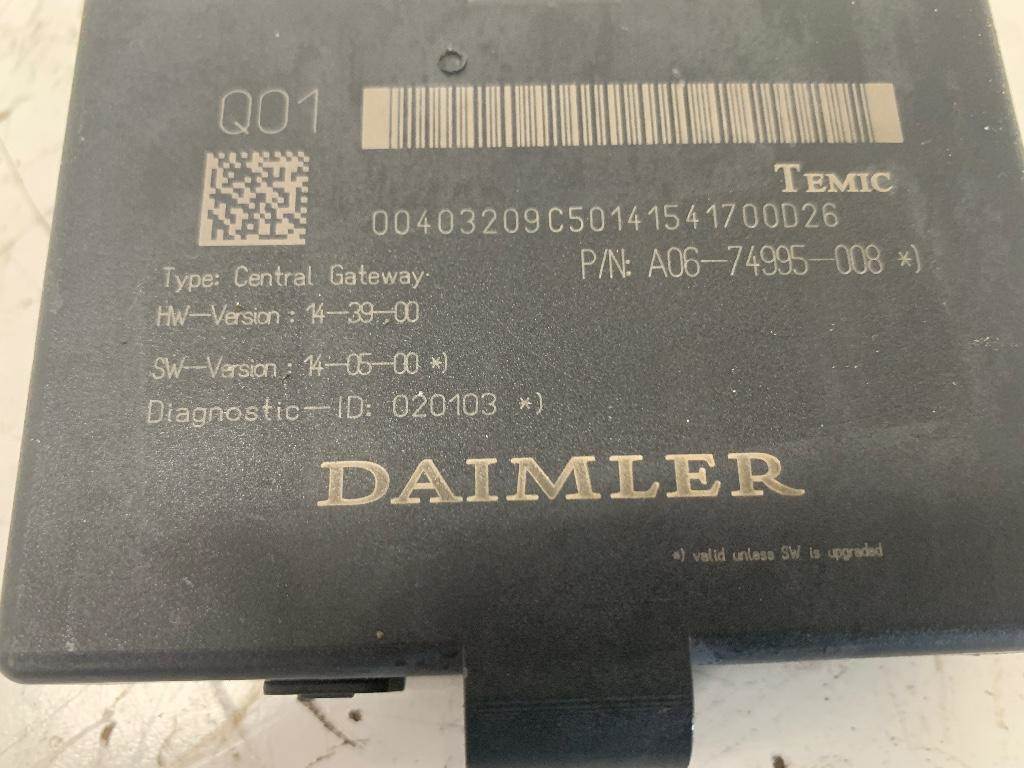 Q01
TEMIC
00403209C50141541700D26
P/N: A06-74995-008 *)
Type: Central Gateway
HW-Version : 14-39-00
SW-Version : 14-05-00 *)
Diagnostic-ID: 020103 *)
DAIMLER
*) valid unless SW is upgraded